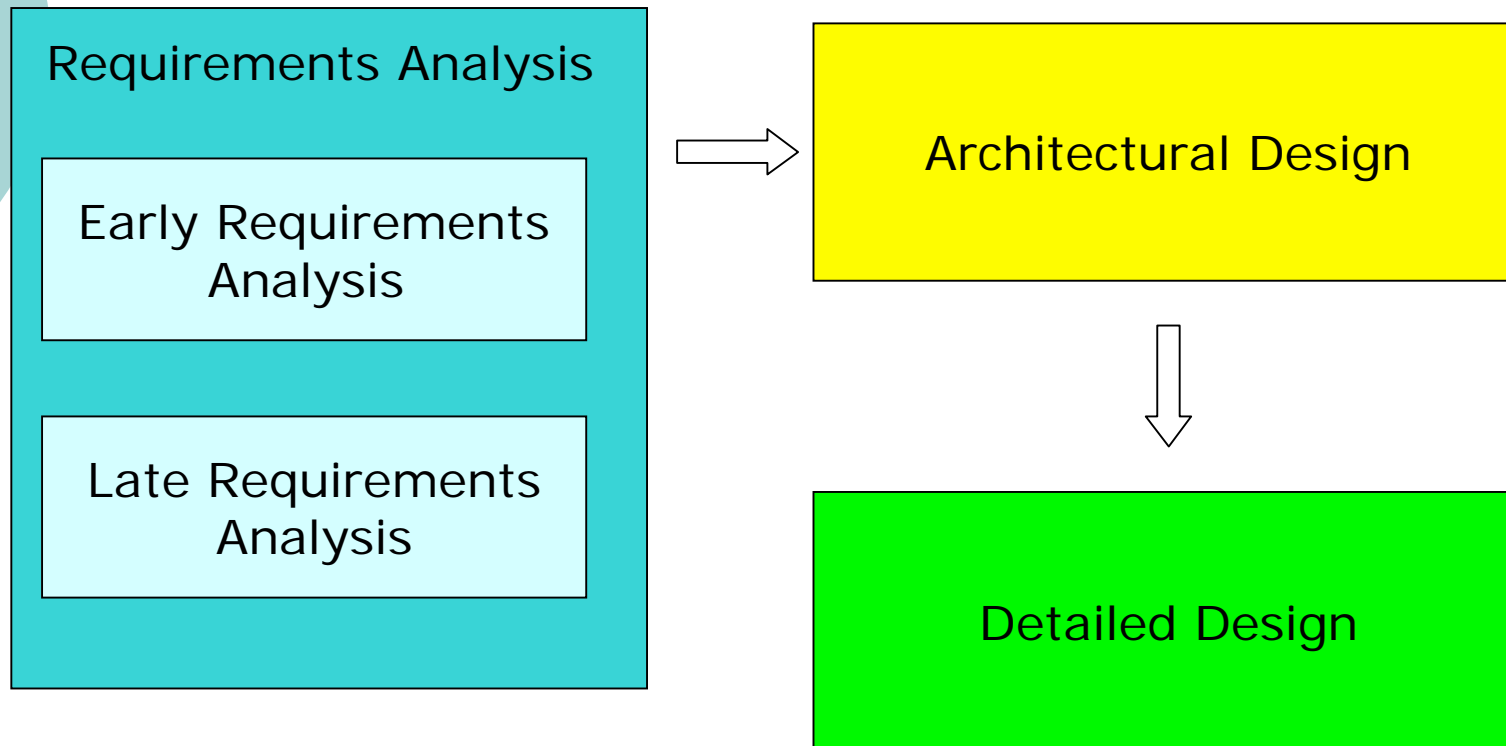 Requirements Analysis
Early Requirements
Analysis
Late Requirements
Analysis
Architectural Design
Detailed Design